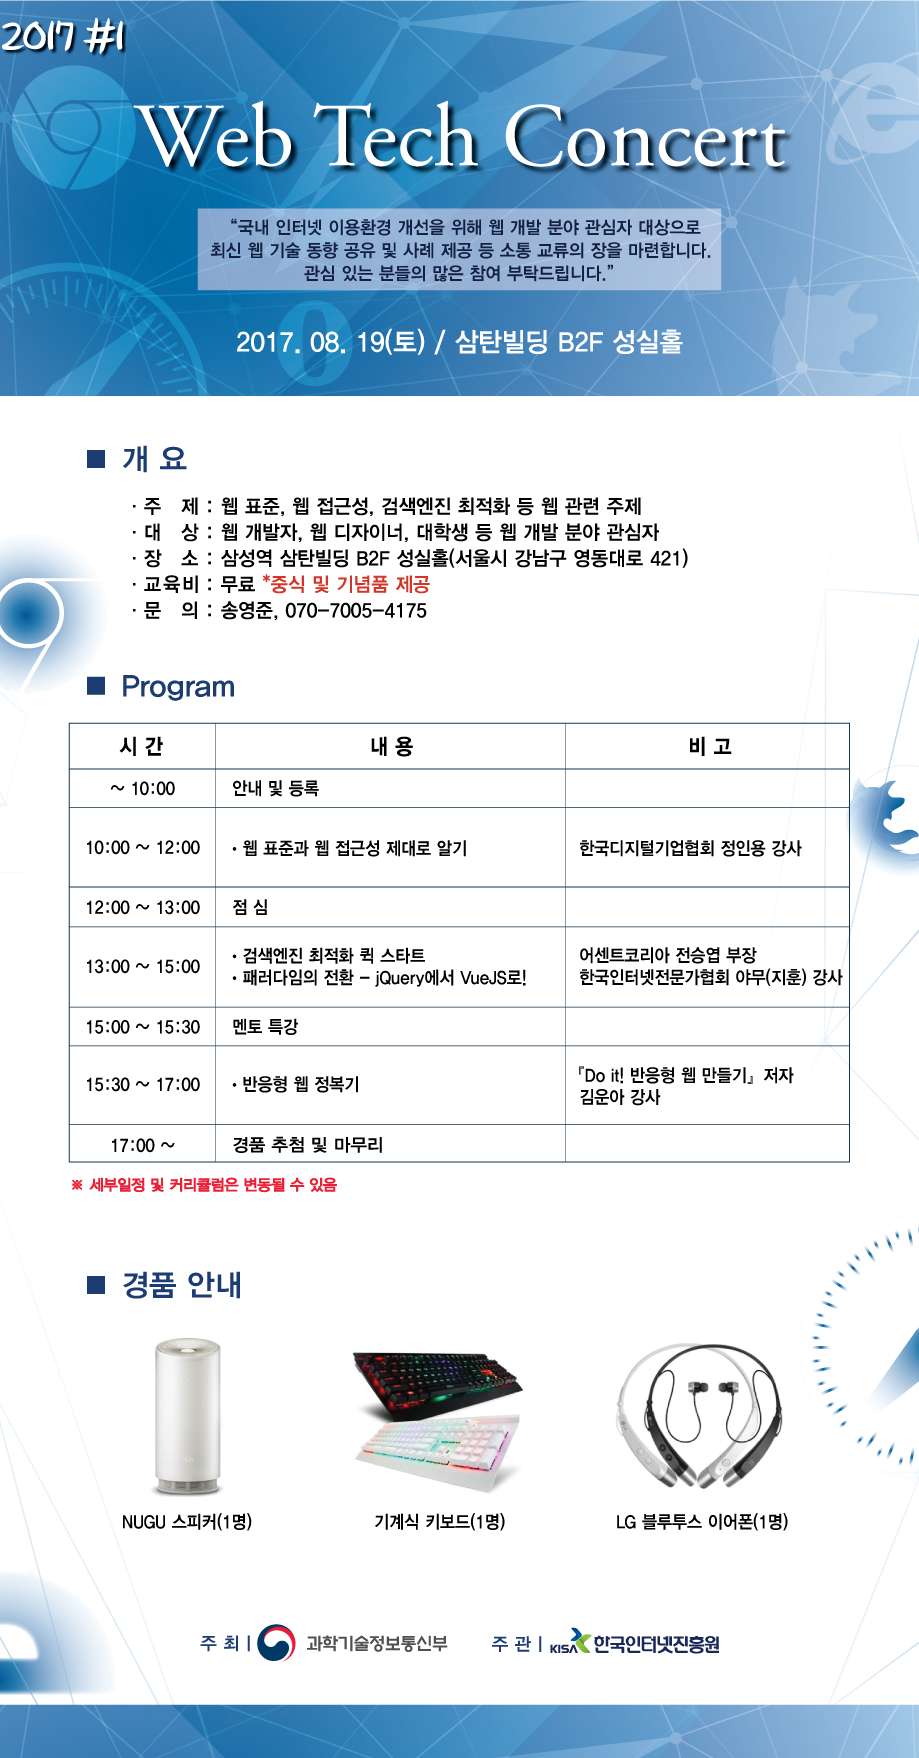 2017 #1
Web Tech Concert
“국내 인터넷 이용환경 개선을 위해 웹 개발 분야 관심자 대상으로
최신 웹 기술 동향 공유 및 사례 제공 등 소통 교류의 장을 마련합니다.
관심 있는 분들의 많은 참여 부탁드립니다.”
2017. 08. 19(토) / 삼탄빌딩 B2F 성실홀
■ 개 요
· 주 제 : 웹 표준, 웹 접근성, 검색엔진 최적화 등 웹 관련 주제
· 대 상 : 웹 개발자, 웹 디자이너, 대학생 등 웹 개발 분야 관심자
· 장 소 : 삼성역 삼탄빌딩 B2F 성실홀(서울시 강남구 영동대로 421)
· 교육비 : 무료 *중식 및 기념품 제공
· 문 의 : 송영준, 070-7005-4175
■ Program
시 간 내 용 비 고
~ 10:00 안내 및 등록
10:00 ~ 12:00 • 웹 표준과 웹 접근성 제대로 알기 한국디지털기업협회 정인용 강사
12:00 ~ 13:00 점 심
13:00 ~ 15:00 • 검색엔진 최적화 퀵 스타트 어센트코리아 전승엽 부장
• 패러다임의 전환 - jQuery에서 VueJS로! 한국인터넷전문가협회 야무(지훈) 강사
15:00 ~ 15:30 멘토 특강
15:30 ~ 17:00 • 반응형 웹 정복기 『Do it! 반응형 웹 만들기』 저자
김운아 강사
17:00 ~ 경품 추첨 및 마무리
※ 세부일정 및 커리큘럼은 변동될 수 있음
■ 경품 안내
NUGU 스피커(1명) 기계식 키보드(1명) LG 블루투스 이어폰(1명)
주 최 | 과학기술정보통신부 주 관 | KISA 한국인터넷진흥원